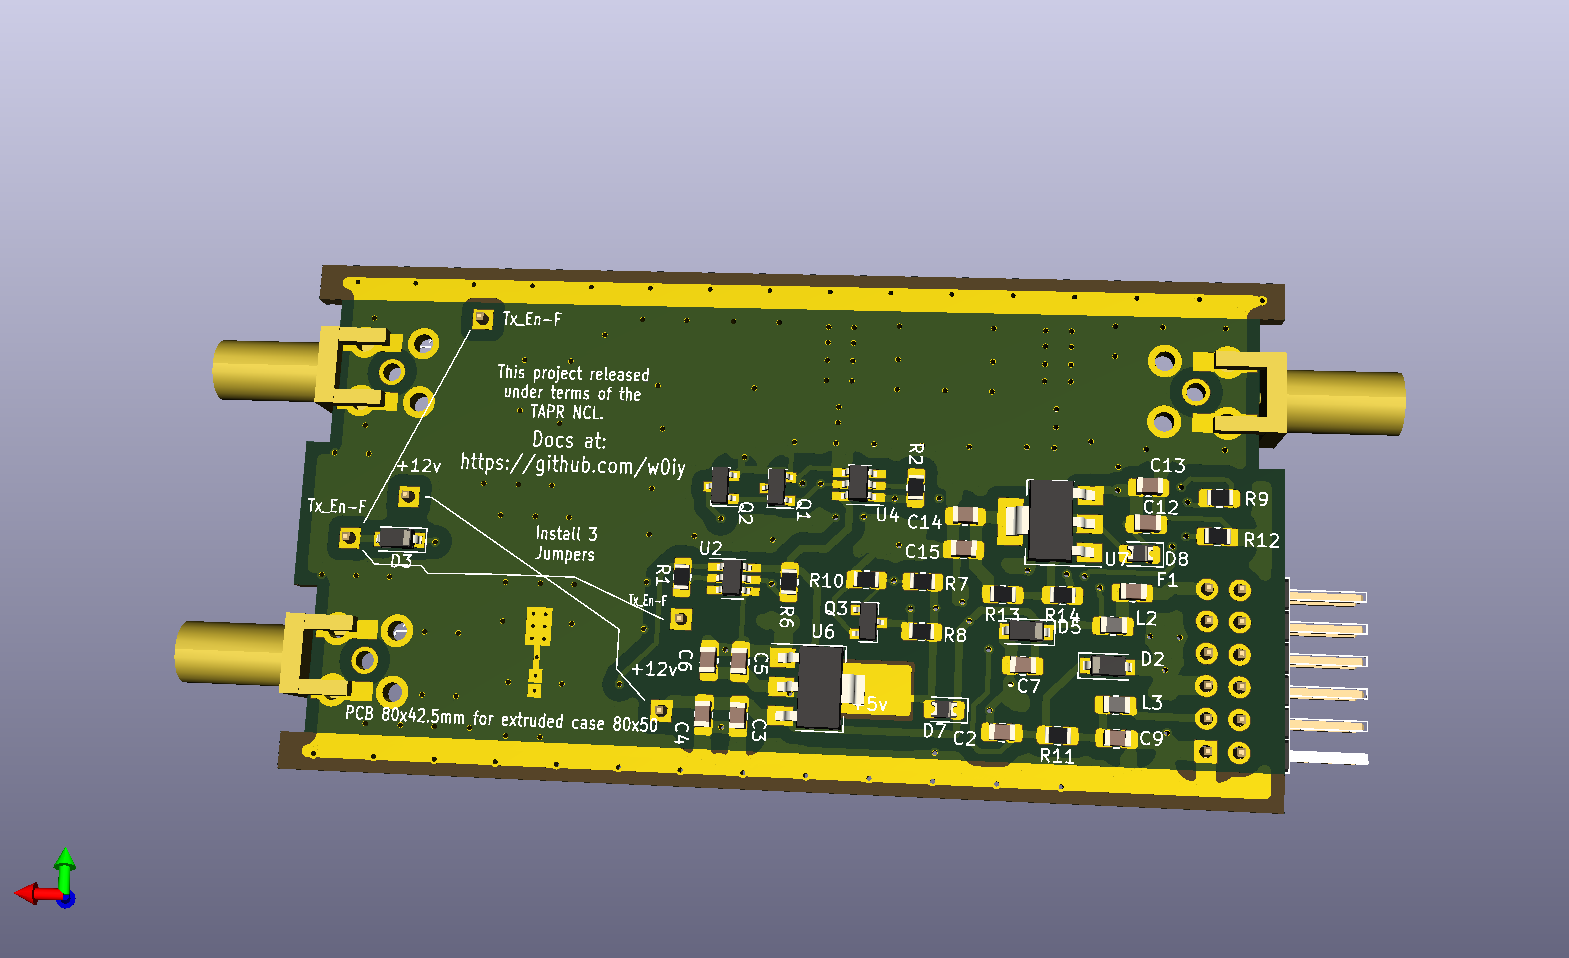 Tx_En-F
This project released
under terms of the
TAPR NCL.
Docs at:
https://github.com/w0iy
+12v
Tx_En-F
D3
Install 3
Jumpers
Q2
Q1
U4
R2
C13
C12
R9
C14
C15
U7
D8
R12
F1
U2
R1
R6
R10
R7
R13
R14
L2
Tx_En-F
Q3
R8
D5
U6
D2
C6
C5
C7
+12v
+5v
L3
PCB 80x42.5mm for extruded case 80x50
C4
C3
D7
C2
R11
C9